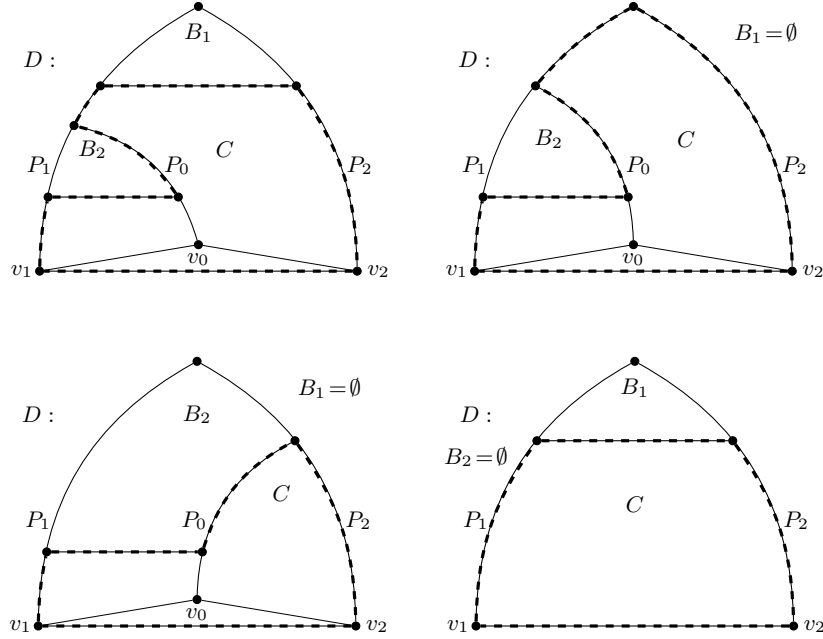 B₁
D :
P₁ B₂ P₀ C P₂
v₁ v₀ v₂
B₁ = ∅
D :
P₁ B₂ P₀ C P₂
v₁ v₀ v₂
B₁ = ∅
D : B₂
C
P₁ P₀ P₂
v₁ v₀ v₂
B₁
D :
B₂ = ∅
P₁ C P₂
v₁ v₂